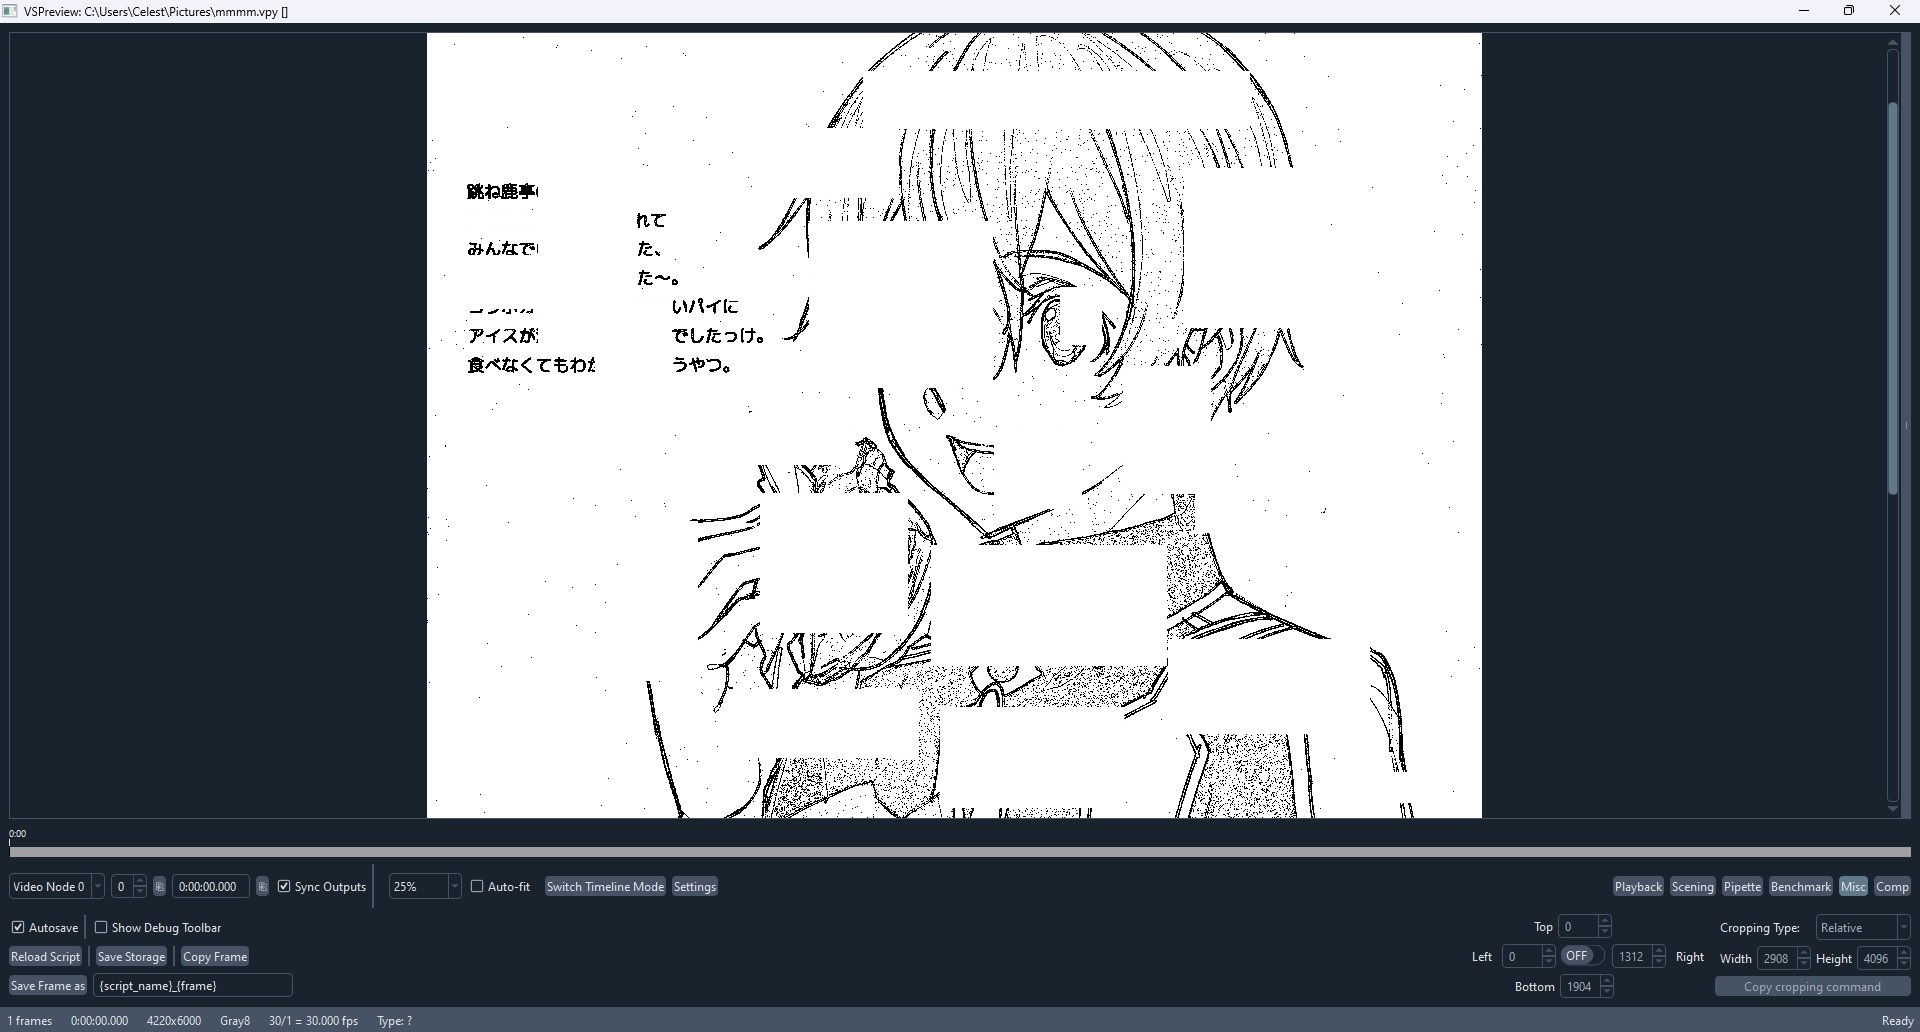 VSPreview: C:\Users\Celest\Pictures\mmmm.vpy []
跳ね鹿亭
れて
みんなで
た、
た〜。
いパイに
アイスが
でしたっけ。
食べなくてもわ
うやつ。
0:00
Video Node 0 0 0:00:00.000 Sync Outputs 25% Auto-fit Switch Timeline Mode Settings Playback Scening Pipette Benchmark Misc Comp
Autosave Show Debug Toolbar
Reload Script Save Storage Copy Frame
Save Frame as {script_name}_{frame}
Top 0 Cropping Type: Relative
Left 0 OFF 1312 Right Width 2908 Height 4096
Bottom 1904 Copy cropping command
1 frames 0:00:00.000 4220x6000 Gray8 30/1 = 30.000 fps Type: ? Ready